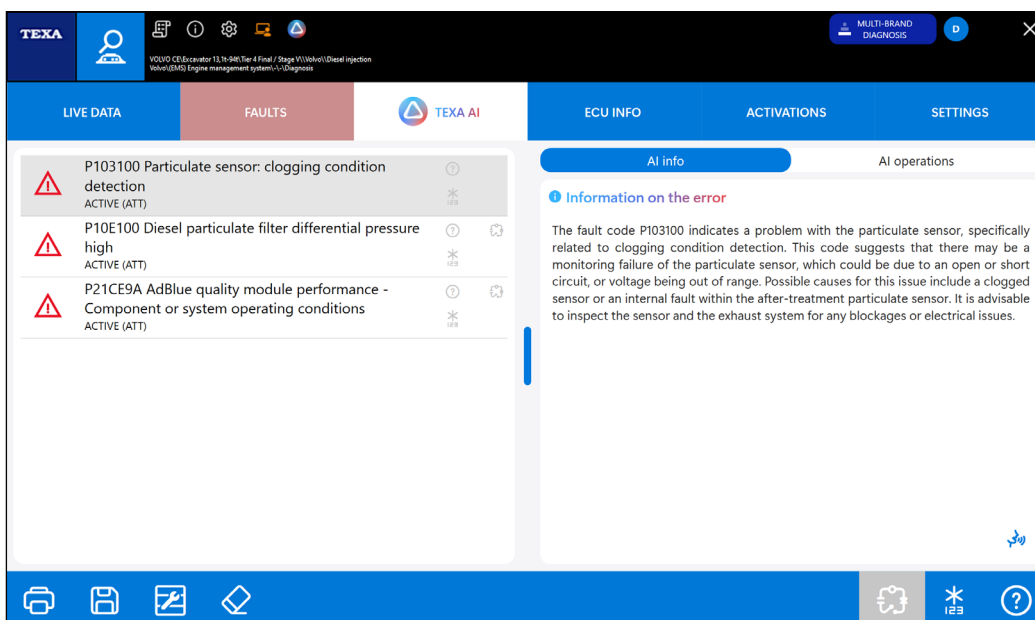 TEXA
VOLVO CE\Excavator 13,1t-94t\Tier 4 Final / Stage V\\Volvo\\Diesel injection
Volvo\(EMS) Engine management system\-\-\Diagnosis
MULTI-BRAND
DIAGNOSIS
D
LIVE DATA
FAULTS
TEXA AI
ECU INFO
ACTIVATIONS
SETTINGS
P103100 Particulate sensor: clogging condition
detection
ACTIVE (ATT)
P10E100 Diesel particulate filter differential pressure
high
ACTIVE (ATT)
P21CE9A AdBlue quality module performance -
Component or system operating conditions
ACTIVE (ATT)
?
123
?
123
?
123
AI info
AI operations
Information on the error
The fault code P103100 indicates a problem with the particulate sensor, specifically
related to clogging condition detection. This code suggests that there may be a
monitoring failure of the particulate sensor, which could be due to an open or short
circuit, or voltage being out of range. Possible causes for this issue include a clogged
sensor or an internal fault within the after-treatment particulate sensor. It is advisable
to inspect the sensor and the exhaust system for any blockages or electrical issues.
123
?